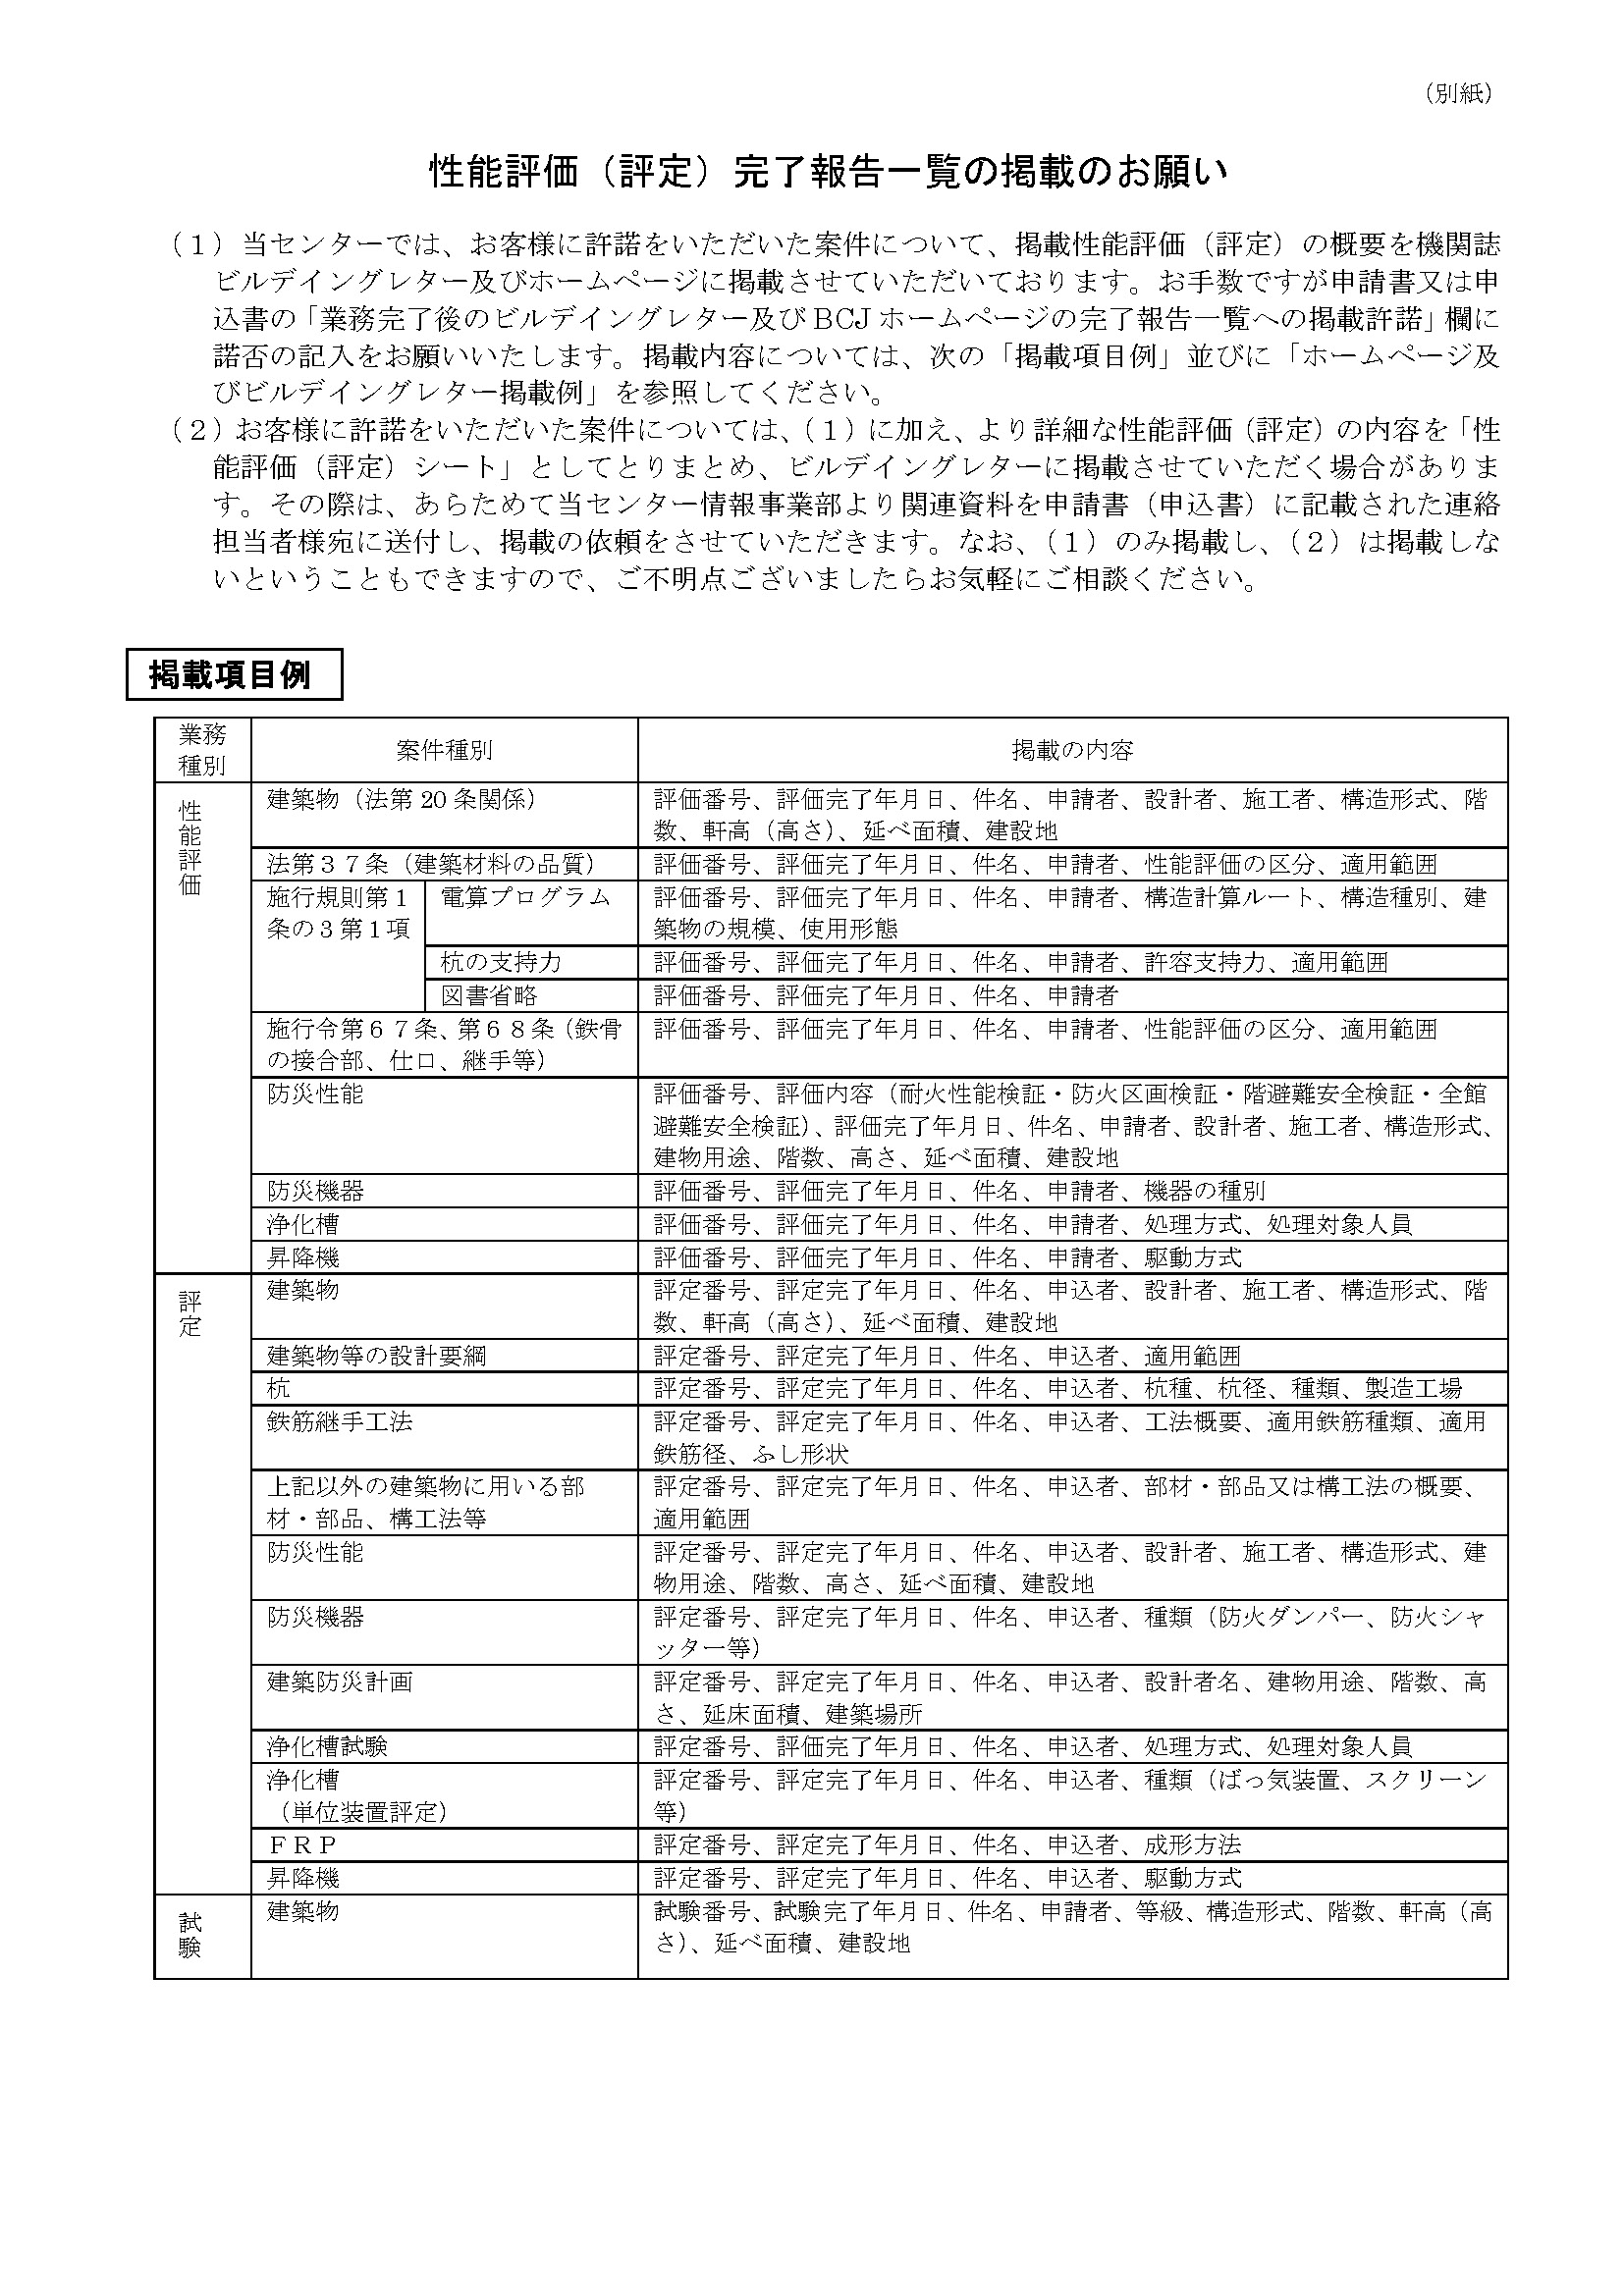 （別紙）
性能評価（評定）完了報告一覧の掲載のお願い
（１）当センターでは、お客様に許諾をいただいた案件について、掲載性能評価（評定）の概要を機関誌
ビルデイングレター及びホームページに掲載させていただいております。お手数ですが申請書又は申
込書の「業務完了後のビルデイングレター及び BCJ ホームページの完了報告一覧への掲載許諾」欄に
諾否の記入をお願いいたします。掲載内容については、次の「掲載項目例」並びに「ホームページ及
びビルデイングレター掲載例」を参照してください。
（２）お客様に許諾をいただいた案件については、（１）に加え、より詳細な性能評価（評定）の内容を「性
能評価（評定）シート」としてとりまとめ、ビルデイングレターに掲載させていただく場合がありま
す。その際は、あらためて当センター情報事業部より関連資料を申請書（申込書）に記載された連絡
担当者様宛に送付し、掲載の依頼をさせていただきます。なお、（１）のみ掲載し、（２）は掲載しな
いということもできますので、ご不明点ございましたらお気軽にご相談ください。
掲載項目例
業務
種別
案件種別
掲載の内容
性能評価
建築物（法第 20 条関係）
評価番号、評価完了年月日、件名、申請者、設計者、施工者、構造形式、階
数、軒高（高さ）、延べ面積、建設地
法第３７条（建築材料の品質）
評価番号、評価完了年月日、件名、申請者、性能評価の区分、適用範囲
施行規則第１
条の３第１項
電算プログラム
評価番号、評価完了年月日、件名、申請者、構造計算ルート、構造種別、建
築物の規模、使用形態
杭の支持力
評価番号、評価完了年月日、件名、申請者、許容支持力、適用範囲
図書省略
評価番号、評価完了年月日、件名、申請者
施行令第６７条、第６８条（鉄骨
の接合部、仕口、継手等）
評価番号、評価完了年月日、件名、申請者、性能評価の区分、適用範囲
防災性能
評価番号、評価内容（耐火性能検証・防火区画検証・階避難安全検証・全館
避難安全検証）、評価完了年月日、件名、申請者、設計者、施工者、構造形式、
建物用途、階数、高さ、延べ面積、建設地
防災機器
評価番号、評価完了年月日、件名、申請者、機器の種別
浄化槽
評価番号、評価完了年月日、件名、申請者、処理方式、処理対象人員
昇降機
評価番号、評価完了年月日、件名、申請者、駆動方式
評定
建築物
評定番号、評定完了年月日、件名、申込者、設計者、施工者、構造形式、階
数、軒高（高さ）、延べ面積、建設地
建築物等の設計要綱
評定番号、評定完了年月日、件名、申込者、適用範囲
杭
評定番号、評定完了年月日、件名、申込者、杭種、杭径、種類、製造工場
鉄筋継手工法
評定番号、評定完了年月日、件名、申込者、工法概要、適用鉄筋種類、適用
鉄筋径、ふし形状
上記以外の建築物に用いる部
材・部品、構工法等
評定番号、評定完了年月日、件名、申込者、部材・部品又は構工法の概要、
適用範囲
防災性能
評定番号、評定完了年月日、件名、申込者、設計者、施工者、構造形式、建
物用途、階数、高さ、延べ面積、建設地
防災機器
評定番号、評定完了年月日、件名、申込者、種類（防火ダンパー、防火シャ
ッター等）
建築防災計画
評定番号、評定完了年月日、件名、申込者、設計者名、建物用途、階数、高
さ、延床面積、建築場所
浄化槽試験
評定番号、評価完了年月日、件名、申込者、処理方式、処理対象人員
浄化槽
（単位装置評定）
評定番号、評定完了年月日、件名、申込者、種類（ばっ気装置、スクリーン
等）
ＦＲＰ
評定番号、評定完了年月日、件名、申込者、成形方法
昇降機
評定番号、評定完了年月日、件名、申込者、駆動方式
試験
建築物
試験番号、試験完了年月日、件名、申請者、等級、構造形式、階数、軒高（高
さ）、延べ面積、建設地